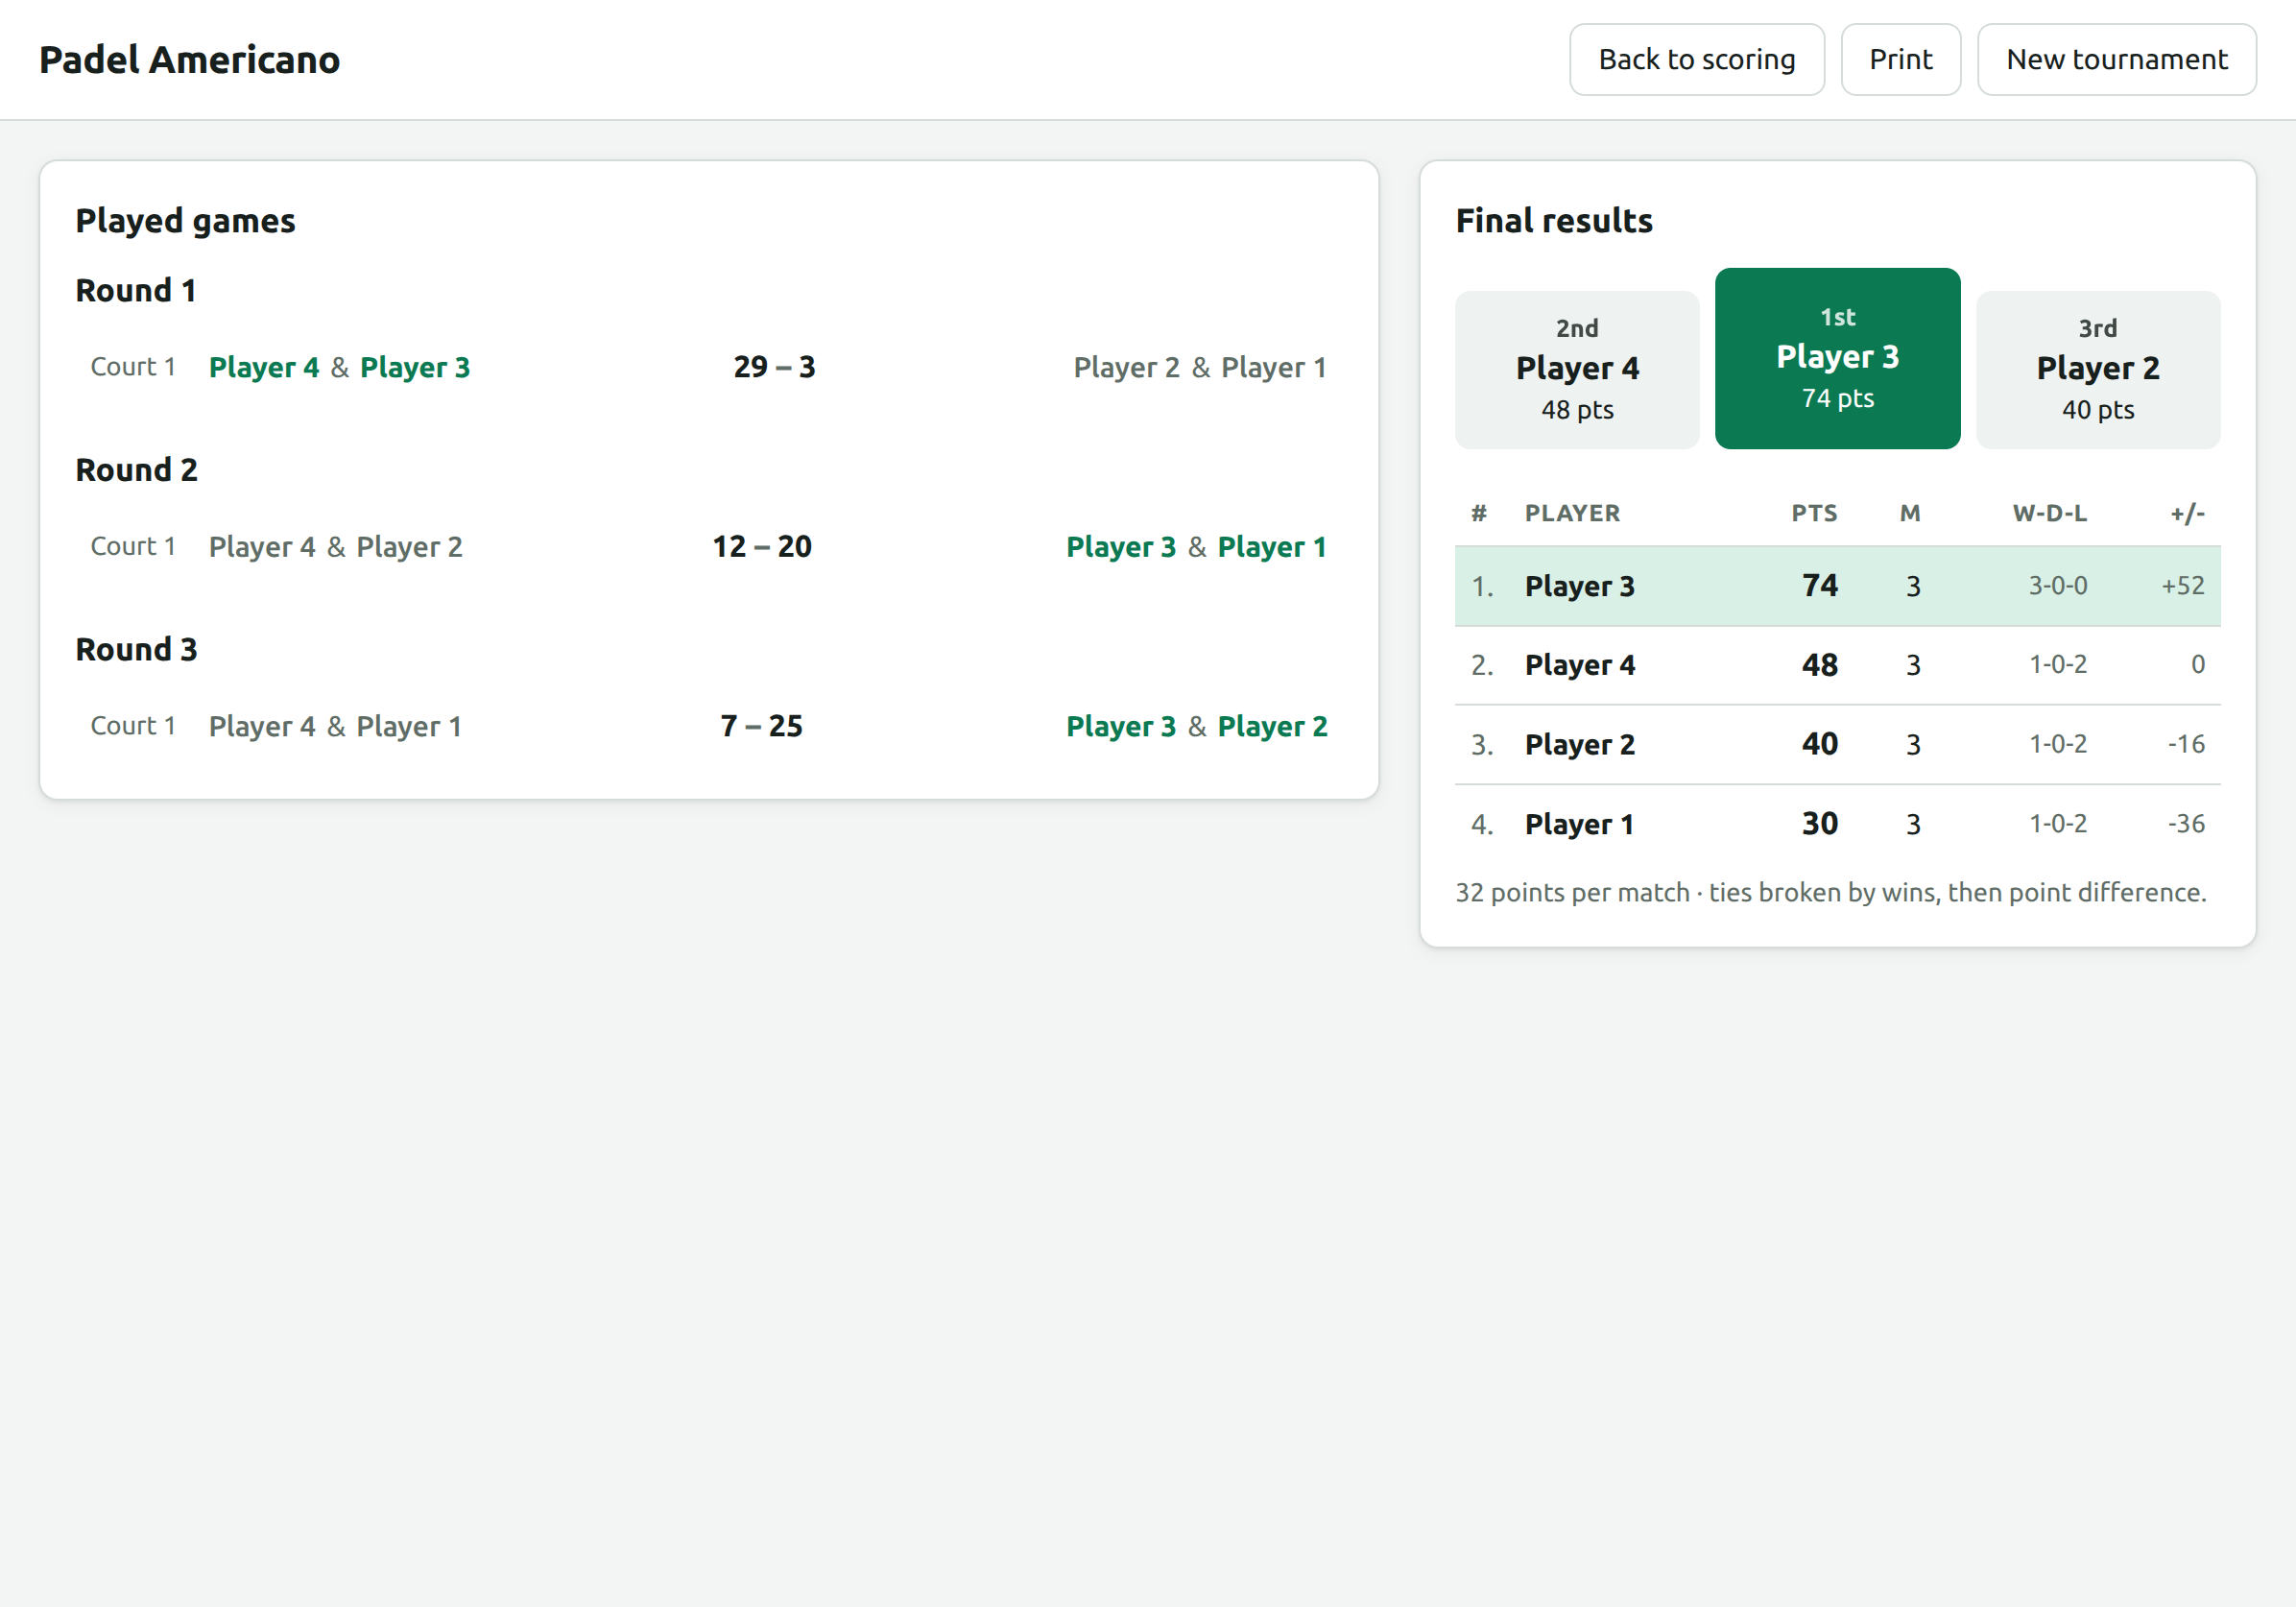 Padel Americano
Back to scoring
Print
New tournament
Played games
Round 1
Court 1 Player 4 & Player 3 29 – 3 Player 2 & Player 1
Round 2
Court 1 Player 4 & Player 2 12 – 20 Player 3 & Player 1
Round 3
Court 1 Player 4 & Player 1 7 – 25 Player 3 & Player 2
Final results
2nd
Player 4
48 pts
1st
Player 3
74 pts
3rd
Player 2
40 pts
# PLAYER PTS M W-D-L +/-
1. Player 3 74 3 3-0-0 +52
2. Player 4 48 3 1-0-2 0
3. Player 2 40 3 1-0-2 -16
4. Player 1 30 3 1-0-2 -36
32 points per match · ties broken by wins, then point difference.